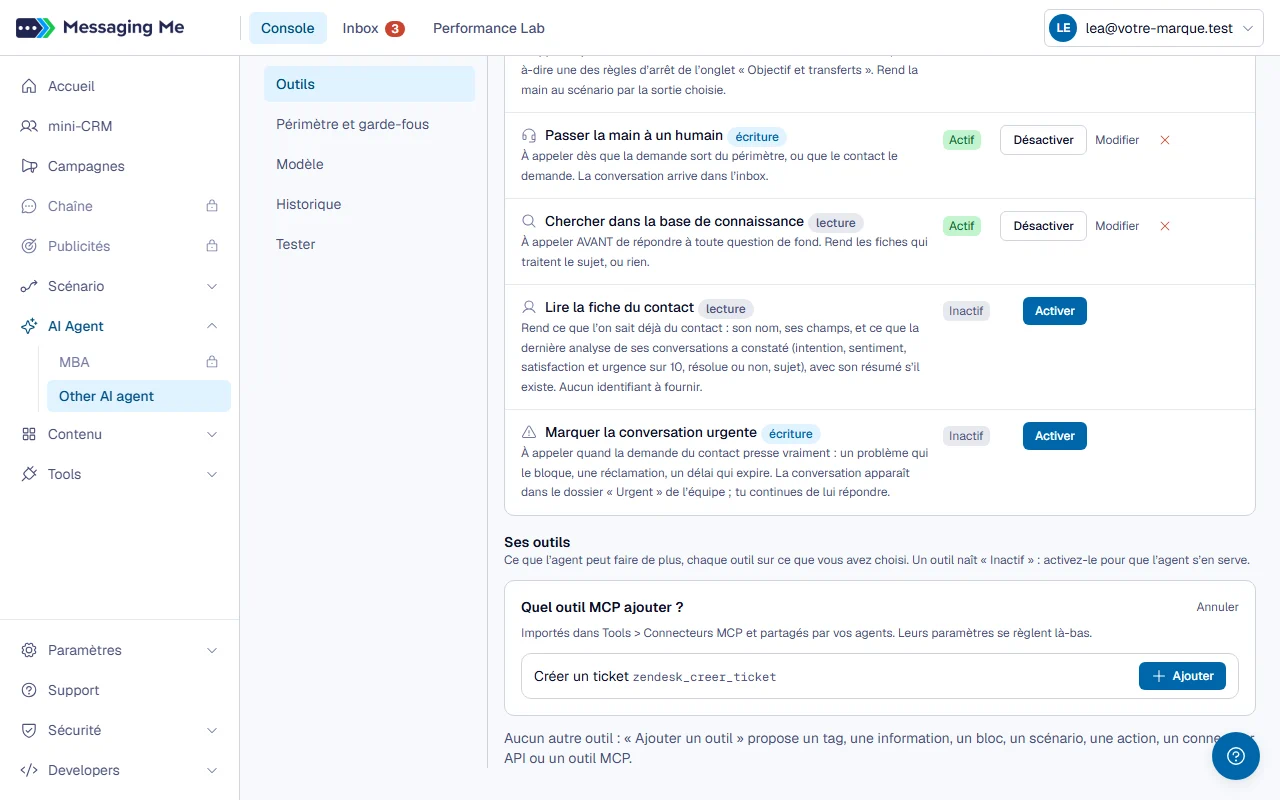 Messaging Me
Console
Inbox 3
Performance Lab
LE lea@votre-marque.test
Accueil
mini-CRM
Campagnes
Chaîne
Publicités
Scénario
AI Agent
MBA
Other AI agent
Contenu
Tools
Paramètres
Support
Sécurité
Developers
Outils
Périmètre et garde-fous
Modèle
Historique
Tester
à-dire une des règles d’arrêt de l’onglet « Objectif et transferts ». Rend la
main au scénario par la sortie choisie.
Passer la main à un humain écriture
À appeler dès que la demande sort du périmètre, ou que le contact le
demande. La conversation arrive dans l’inbox.
Actif Désactiver Modifier
Chercher dans la base de connaissance lecture
À appeler AVANT de répondre à toute question de fond. Rend les fiches qui
traitent le sujet, ou rien.
Actif Désactiver Modifier
Lire la fiche du contact lecture
Rend ce que l’on sait déjà du contact : son nom, ses champs, et ce que la
dernière analyse de ses conversations a constaté (intention, sentiment,
satisfaction et urgence sur 10, résolue ou non, sujet), avec son résumé s’il
existe. Aucun identifiant à fournir.
Inactif Activer
Marquer la conversation urgente écriture
À appeler quand la demande du contact presse vraiment : un problème qui
le bloque, une réclamation, un délai qui expire. La conversation apparaît
dans le dossier « Urgent » de l’équipe ; tu continues de lui répondre.
Inactif Activer
Ses outils
Ce que l’agent peut faire de plus, chaque outil sur ce que vous avez choisi. Un outil naît « Inactif » : activez-le pour que l’agent s’en serve.
Quel outil MCP ajouter ? Annuler
Importés dans Tools > Connecteurs MCP et partagés par vos agents. Leurs paramètres se règlent là-bas.
Créer un ticket zendesk_creer_ticket Ajouter
Aucun autre outil : « Ajouter un outil » propose un tag, une information, un bloc, un scénario, une action, un
API ou un outil MCP.